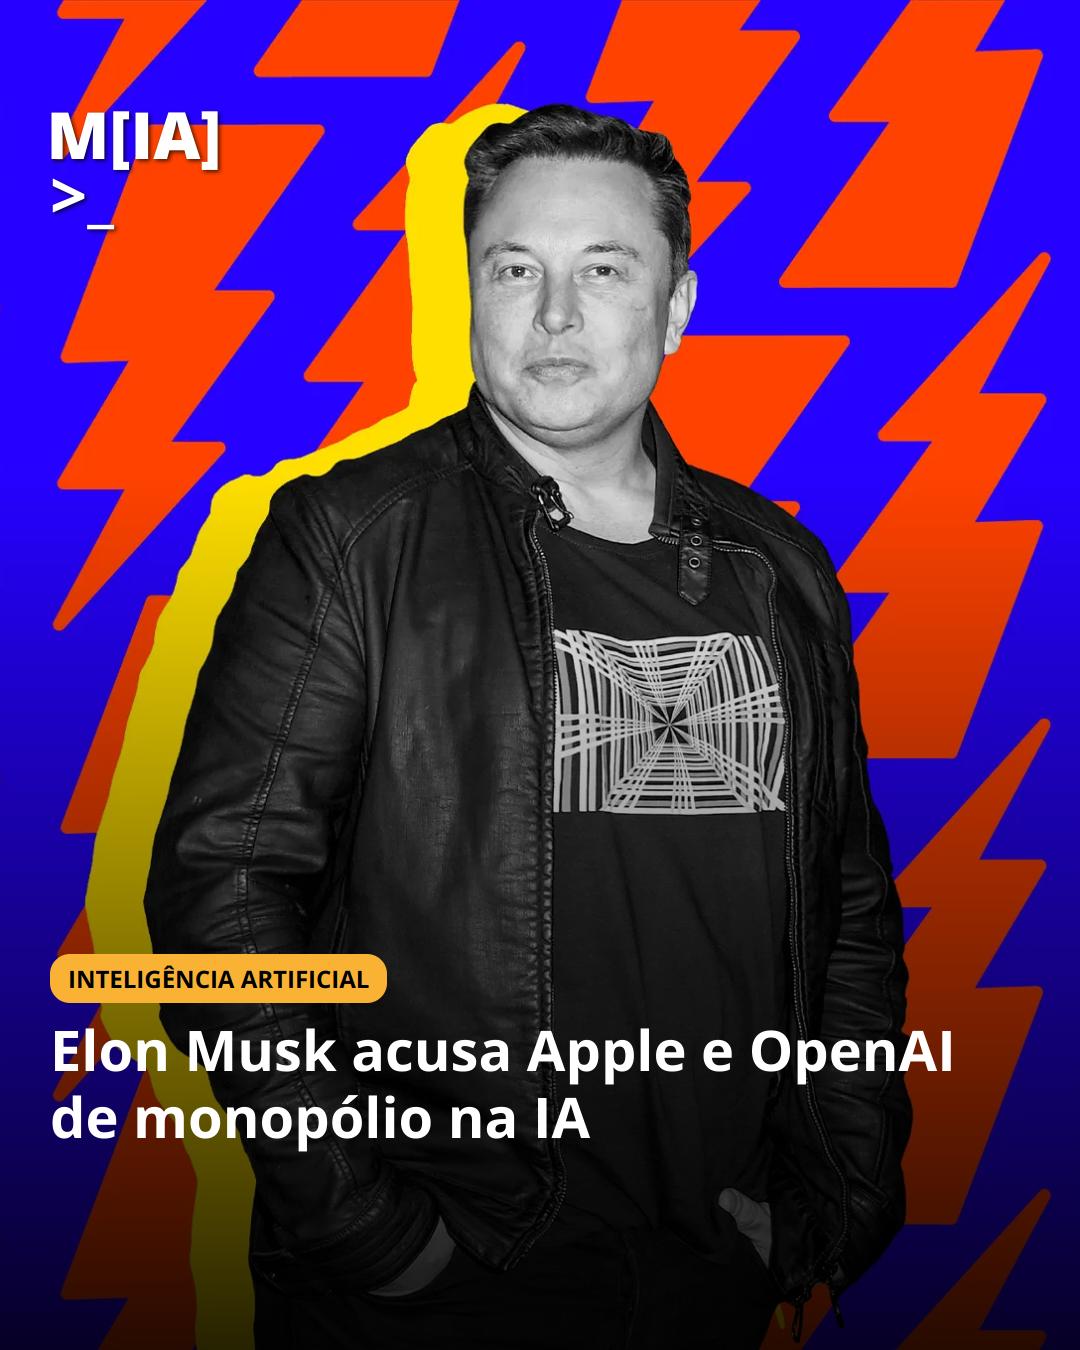 M[IA]
>_
INTELIGÊNCIA ARTIFICIAL
Elon Musk acusa Apple e OpenAI
de monopólio na IA